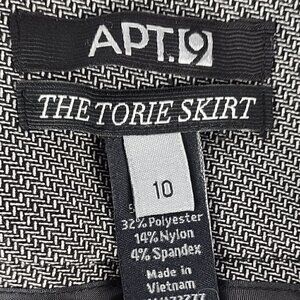 APT.9
THE TORIE SKIRT
10
32% Polyester
14% Nylon
4% Spandex
Made in
Vietnam